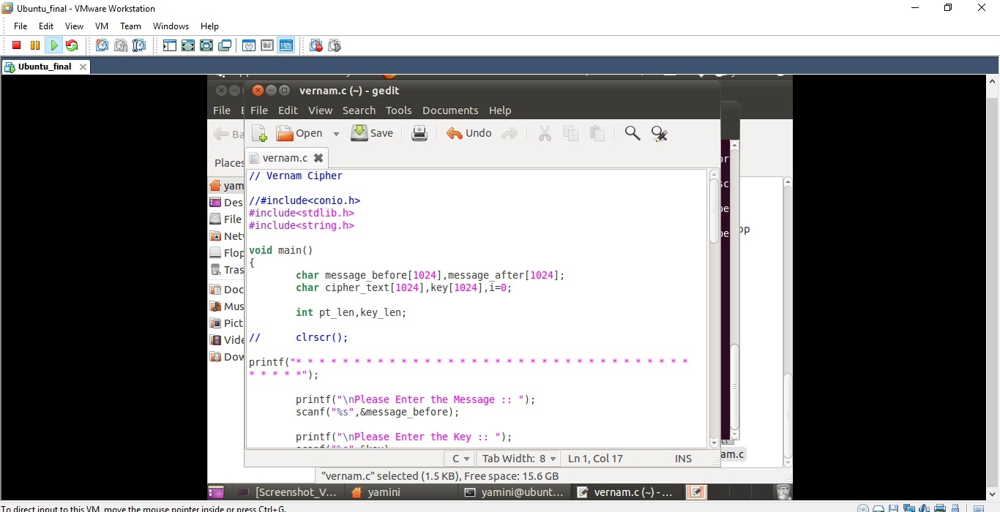 Ubuntu_final - VMware Workstation
File Edit View VM Team Windows Help
Ubuntu_final
vernam.c (~) - gedit
File File Edit View Search Tools Documents Help
Ba Open Save Undo
Places
vernam.c
yam
Des
File
Net
Flop
Tras
Doc
Mus
Pict
Vide
Dow
// Vernam Cipher
//#include<conio.h>
#include<stdlib.h>
#include<string.h>
void main()
{
char message_before[1024],message_after[1024];
char cipher_text[1024],key[1024],i=0;
int pt_len,key_len;
// clrscr();
printf("* * * * * * * * * * * * * * * * * * * * * * * * * * * * * * * * * *
* * * * *");
printf("\nPlease Enter the Message :: ");
scanf("%s",&message_before);
printf("\nPlease Enter the Key :: ");
am.c
C Tab Width: 8 Ln 1, Col 17 INS
"vernam.c" selected (1.5 KB), Free space: 15.6 GB
[Screenshot_V... yamini yamini@ubunt... vernam.c (~) - ...
To direct input to this VM, move the mouse pointer inside or press Ctrl+G.